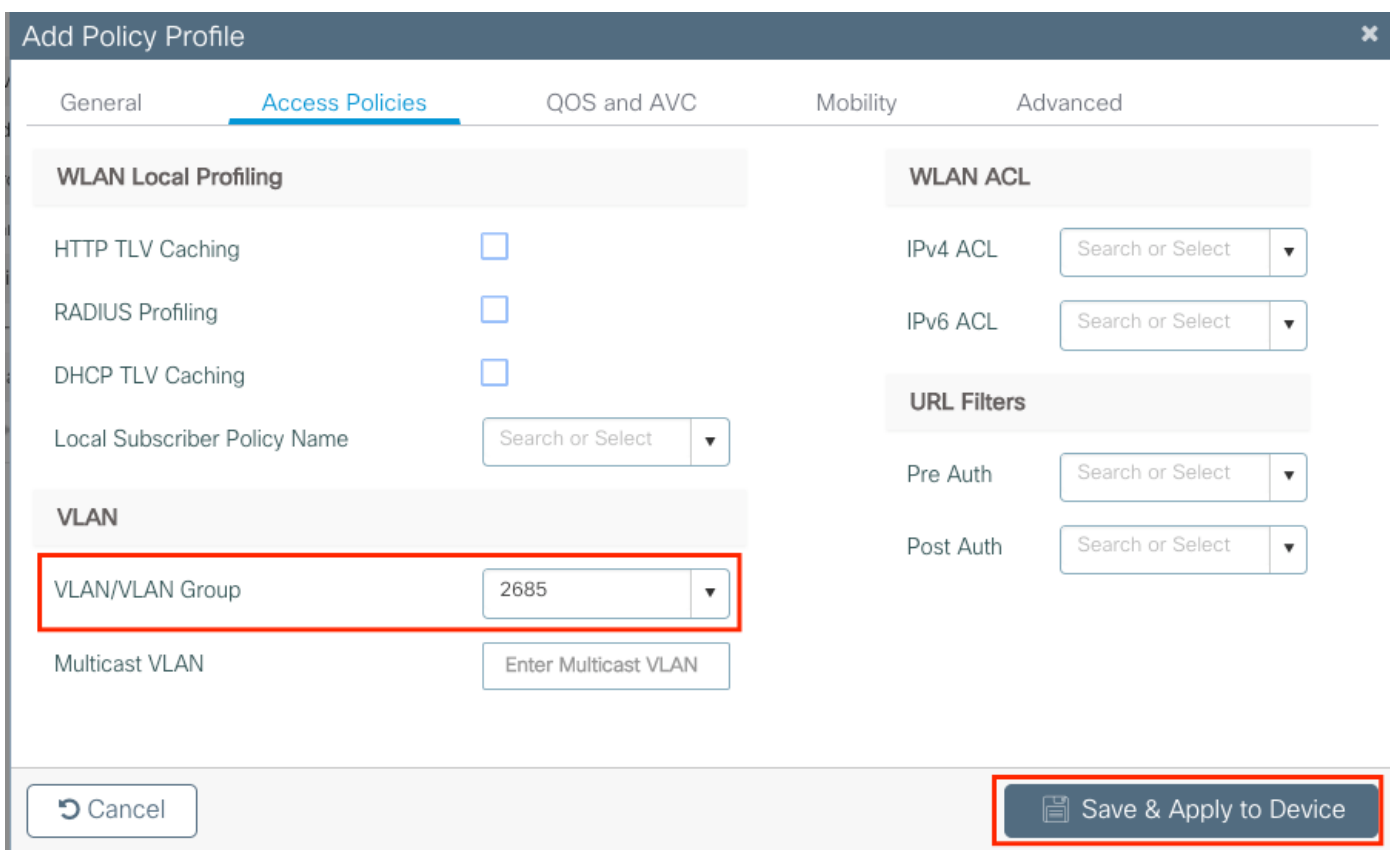 Add Policy Profile
General Access Policies QOS and AVC Mobility Advanced
WLAN Local Profiling
HTTP TLV Caching
RADIUS Profiling
DHCP TLV Caching
Local Subscriber Policy Name Search or Select
VLAN
VLAN/VLAN Group 2685
Multicast VLAN Enter Multicast VLAN
WLAN ACL
IPv4 ACL Search or Select
IPv6 ACL Search or Select
URL Filters
Pre Auth Search or Select
Post Auth Search or Select
Cancel Save & Apply to Device